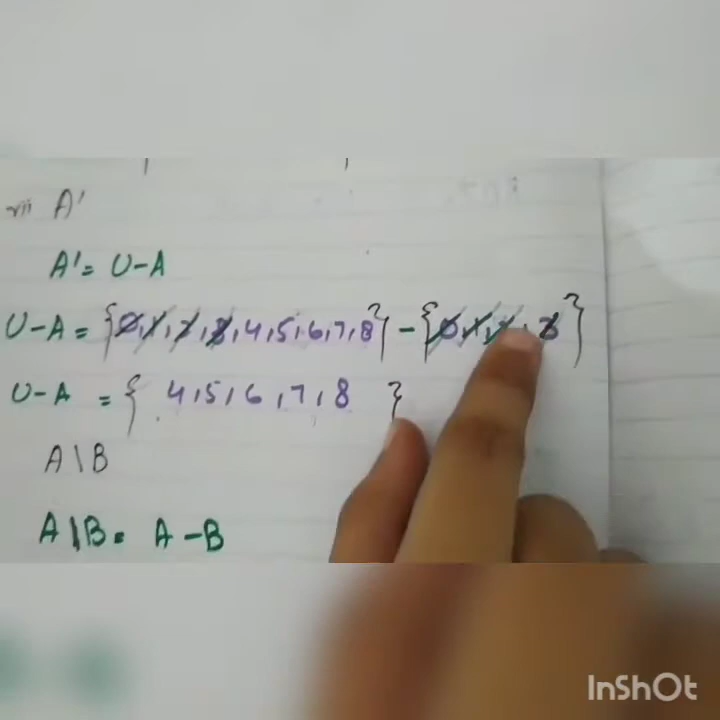 vii A'
A' = U-A
U-A = {0,1,2,3,4,5,6,7,8} - {0,1,2,3}
U-A = { 4,5,6,7,8 }
A\B
A\B = A-B
InShOt